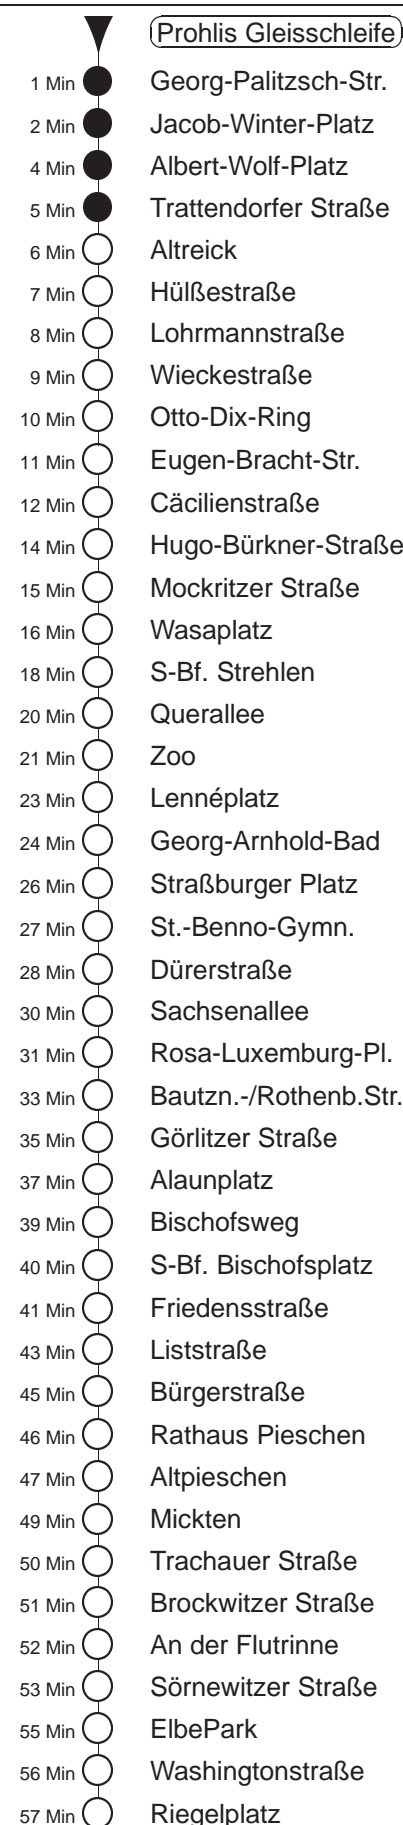 Prohlis Gleisschleife
1 Min Georg-Palitzsch-Str.
2 Min Jacob-Winter-Platz
4 Min Albert-Wolf-Platz
5 Min Trattendorfer Straße
6 Min Altreick
7 Min Hülßestraße
8 Min Lohrmannstraße
9 Min Wieckestraße
10 Min Otto-Dix-Ring
11 Min Eugen-Bracht-Str.
12 Min Cäcilienstraße
14 Min Hugo-Bürkner-Straße
15 Min Mockritzer Straße
16 Min Wasaplatz
18 Min S-Bf. Strehlen
20 Min Querallee
21 Min Zoo
23 Min Lennéplatz
24 Min Georg-Arnhold-Bad
26 Min Straßburger Platz
27 Min St.-Benno-Gymn.
28 Min Dürerstraße
30 Min Sachsenallee
31 Min Rosa-Luxemburg-Pl.
33 Min Bautzn.-/Rothenb.Str.
35 Min Görlitzer Straße
37 Min Alaunplatz
39 Min Bischofsweg
40 Min S-Bf. Bischofsplatz
41 Min Friedensstraße
43 Min Liststraße
45 Min Bürgerstraße
46 Min Rathaus Pieschen
47 Min Altpieschen
49 Min Mickten
50 Min Trachauer Straße
51 Min Brockwitzer Straße
52 Min An der Flutrinne
53 Min Sörnewitzer Straße
55 Min ElbePark
56 Min Washingtonstraße
57 Min Riegelplatz